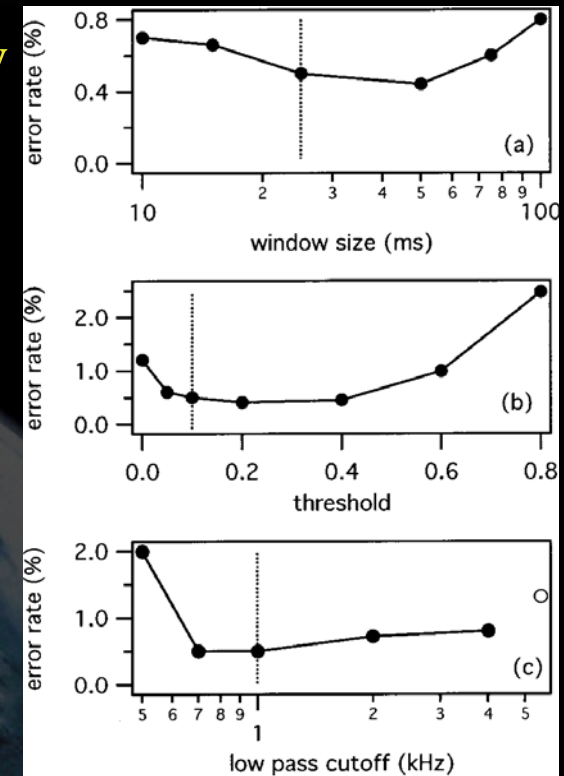 y
error rate (%)
0.8
0.4
0.0
(a)
2 3 4 5 6 7 8 9
10 100
window size (ms)
error rate (%)
2.0
1.0
0.0
(b)
0.0 0.2 0.4 0.6 0.8
threshold
error rate (%)
2.0
1.0
0.0
(c)
5 6 7 8 9 2 3 4 5
1
low pass cutoff (kHz)